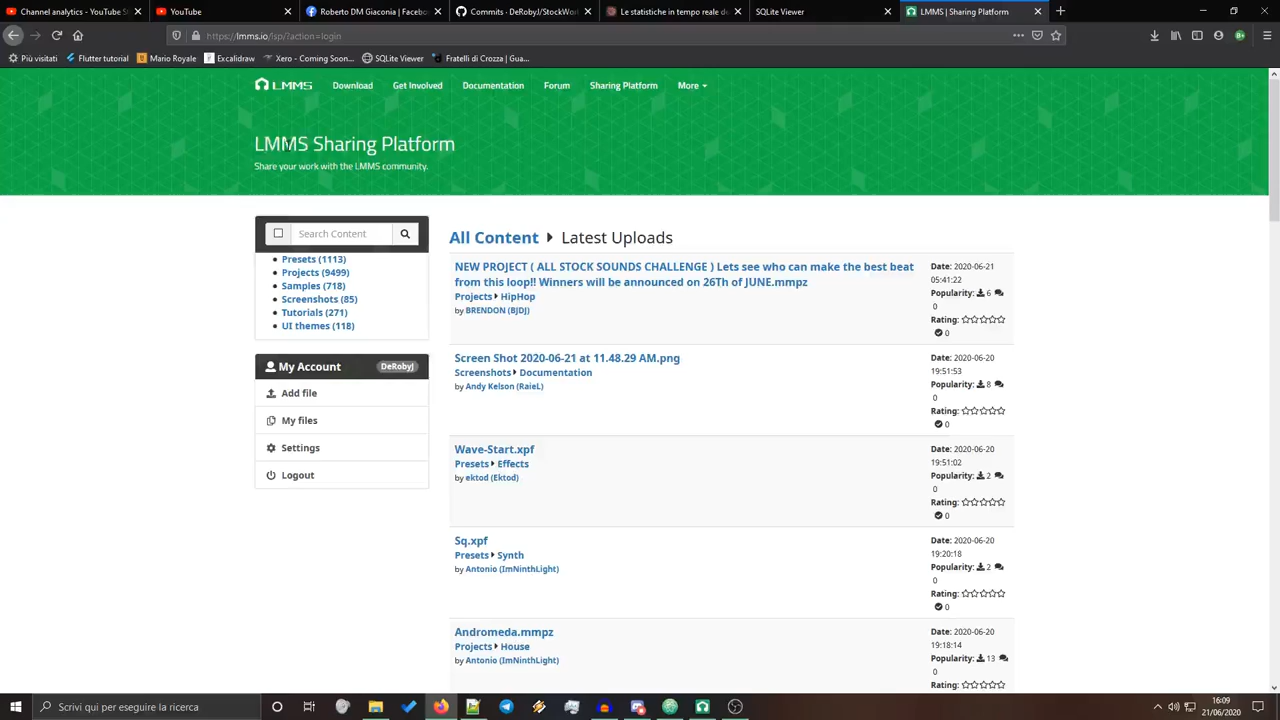 Channel analytics - YouTube S
YouTube
Roberto DM Giaconia | Facebo
Commits · DeRobyJ/StockWorl
Le statistiche in tempo reale de
SQLite Viewer
LMMS | Sharing Platform
https://lmms.io/lsp/?action=login
Più visitati
Flutter tutorial
Mario Royale
Excalidraw
Xero - Coming Soon...
SQLite Viewer
Fratelli di Crozza | Gua...
LMMS
Download
Get Involved
Documentation
Forum
Sharing Platform
More
LMMS Sharing Platform
Share your work with the LMMS community.
Search Content
Presets (1113)
Projects (9499)
Samples (718)
Screenshots (85)
Tutorials (271)
UI themes (118)
My Account DeRobyJ
Add file
My files
Settings
Logout
All Content Latest Uploads
NEW PROJECT ( ALL STOCK SOUNDS CHALLENGE ) Lets see who can make the best beat
from this loop!! Winners will be announced on 26Th of JUNE.mmpz
Projects HipHop
by BRENDON (BJDJ)
Date: 2020-06-21
05:41:22
Popularity: 6
0
Rating:
0
Screen Shot 2020-06-21 at 11.48.29 AM.png
Screenshots Documentation
by Andy Kelson (RaieL)
Date: 2020-06-20
19:51:53
Popularity: 8
0
Rating:
0
Wave-Start.xpf
Presets Effects
by ektod (Ektod)
Date: 2020-06-20
19:51:02
Popularity: 2
0
Rating:
0
Sq.xpf
Presets Synth
by Antonio (ImNinthLight)
Date: 2020-06-20
19:20:18
Popularity: 2
0
Rating:
0
Andromeda.mmpz
Projects House
by Antonio (ImNinthLight)
Date: 2020-06-20
19:18:14
Popularity: 13
0
Rating:
Scrivi qui per eseguire la ricerca
16:09
21/06/2020